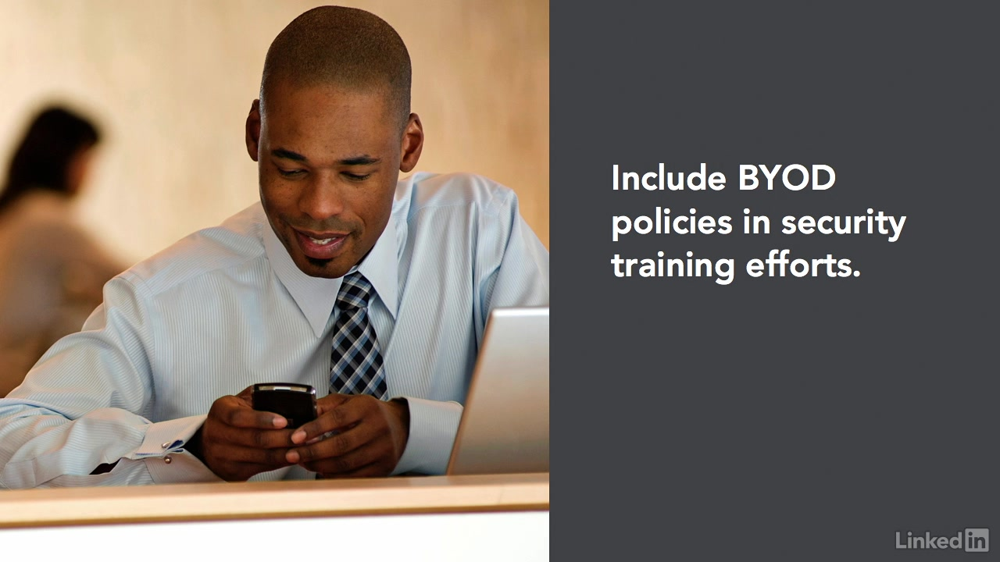 Include BYOD
policies in security
training efforts.
LinkedIn